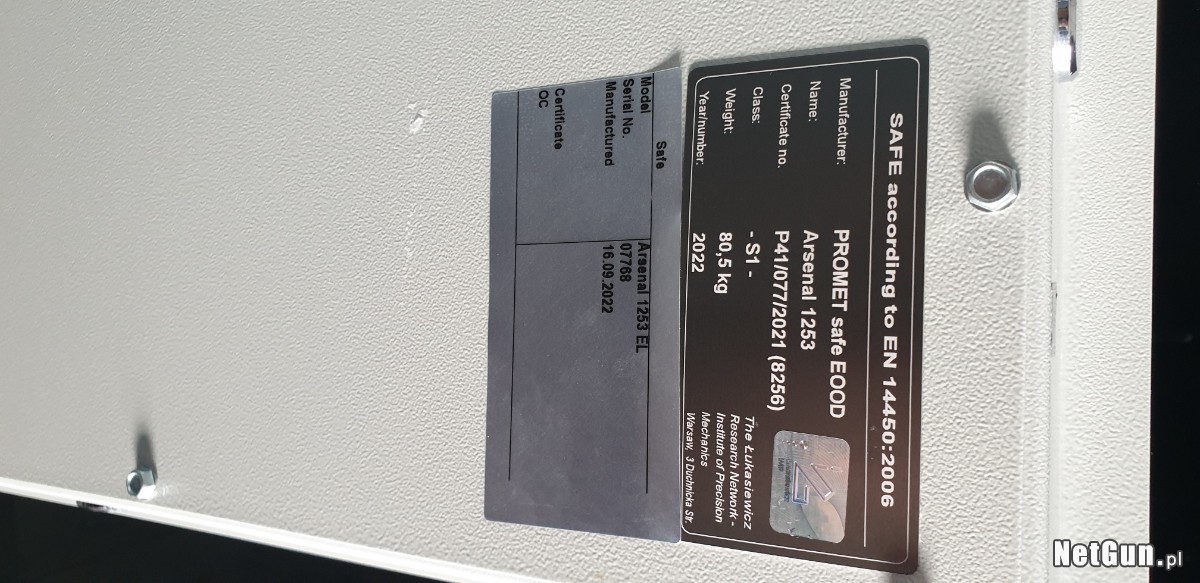 SAFE according to EN 14450:2006
Manufacturer: PROMET safe EOOD
Name: Arsenal 1253
Certificate no. P41/077/2021 (8256)
Class: - S1 -
Weight: 80,5 kg
Year/number: 2022
The Łukasiewicz
Research Network -
Institute of Precision
Mechanics
Warsaw, 3 Duchnicka Str.
Safe
Model Arsenal 1253 EL
Serial No. 07768
Manufactured 16.09.2022
Certificate
OC
NetGun.pl